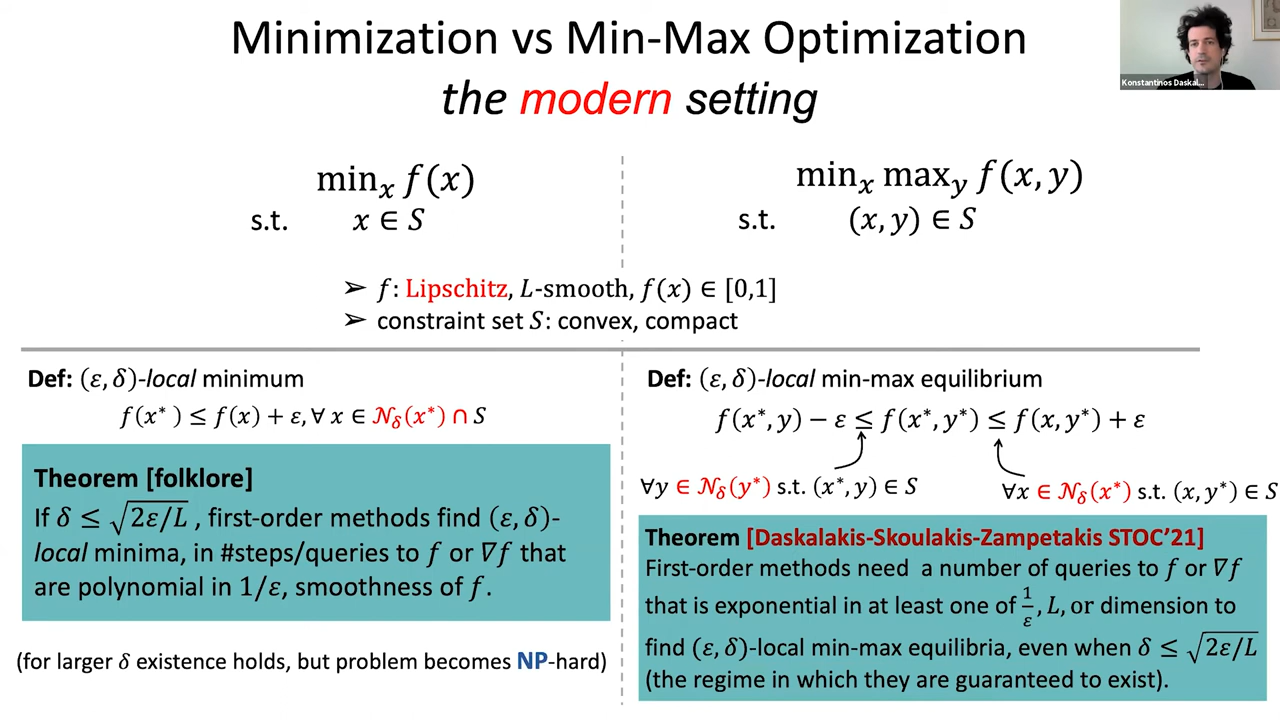 Minimization vs Min-Max Optimization
the modern setting
Konstantinos Daskal...
minₓ f(x)
s.t. x ∈ S
minₓ maxᵧ f(x, y)
s.t. (x, y) ∈ S
➢ f: Lipschitz, L-smooth, f(x) ∈ [0,1]
➢ constraint set S: convex, compact
Def: (ε, δ)-local minimum
f(x*) ≤ f(x) + ε, ∀ x ∈ 𝒩_δ(x*) ∩ S
Theorem [folklore]
If δ ≤ √(2ε/L) , first-order methods find (ε, δ)-
local minima, in #steps/queries to f or ∇f that
are polynomial in 1/ε, smoothness of f.
(for larger δ existence holds, but problem becomes NP-hard)
Def: (ε, δ)-local min-max equilibrium
f(x*, y) − ε ≤ f(x*, y*) ≤ f(x, y*) + ε
∀y ∈ 𝒩_δ(y*) s.t. (x*, y) ∈ S
∀x ∈ 𝒩_δ(x*) s.t. (x, y*) ∈ S
Theorem [Daskalakis-Skoulakis-Zampetakis STOC'21]
First-order methods need a number of queries to f or ∇f
that is exponential in at least one of 1/ε, L, or dimension to
find (ε, δ)-local min-max equilibria, even when δ ≤ √(2ε/L)
(the regime in which they are guaranteed to exist).